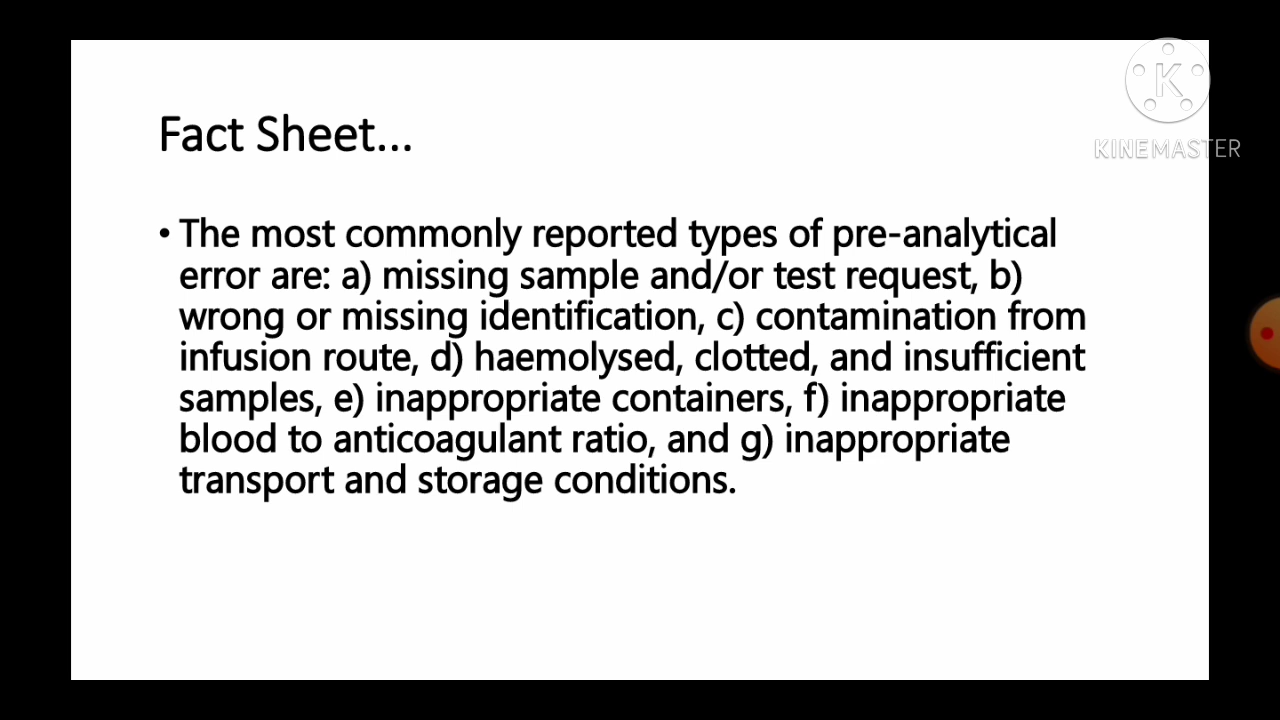 Fact Sheet...
K
KINEMASTER
• The most commonly reported types of pre-analytical
error are: a) missing sample and/or test request, b)
wrong or missing identification, c) contamination from
infusion route, d) haemolysed, clotted, and insufficient
samples, e) inappropriate containers, f) inappropriate
blood to anticoagulant ratio, and g) inappropriate
transport and storage conditions.